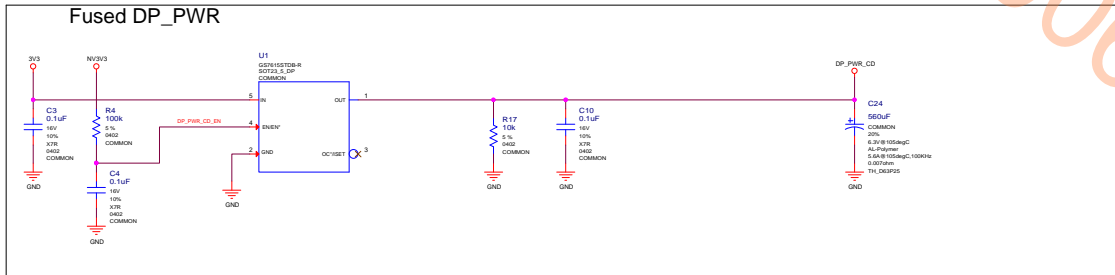 Fused DP_PWR
3V3
NV3V3
U1
GS7615STDB-R
SOT23_5_DP
COMMON
DP_PWR_CD
5
IN
OUT
1
C3
0.1uF
16V
10%
X7R
0402
COMMON
GND
R4
100k
5 %
0402
COMMON
DP_PWR_CD_EN
4
EN/EN*
2
GND
OC*/ISET
3
GND
C4
0.1uF
16V
10%
X7R
0402
COMMON
GND
R17
10k
5 %
0402
COMMON
GND
C10
0.1uF
16V
10%
X7R
0402
COMMON
GND
C24
560uF
COMMON
20%
6.3V@105degC
AL-Polymer
5.6A@105degC,100KHz
0.007ohm
TH_D63P25
GND